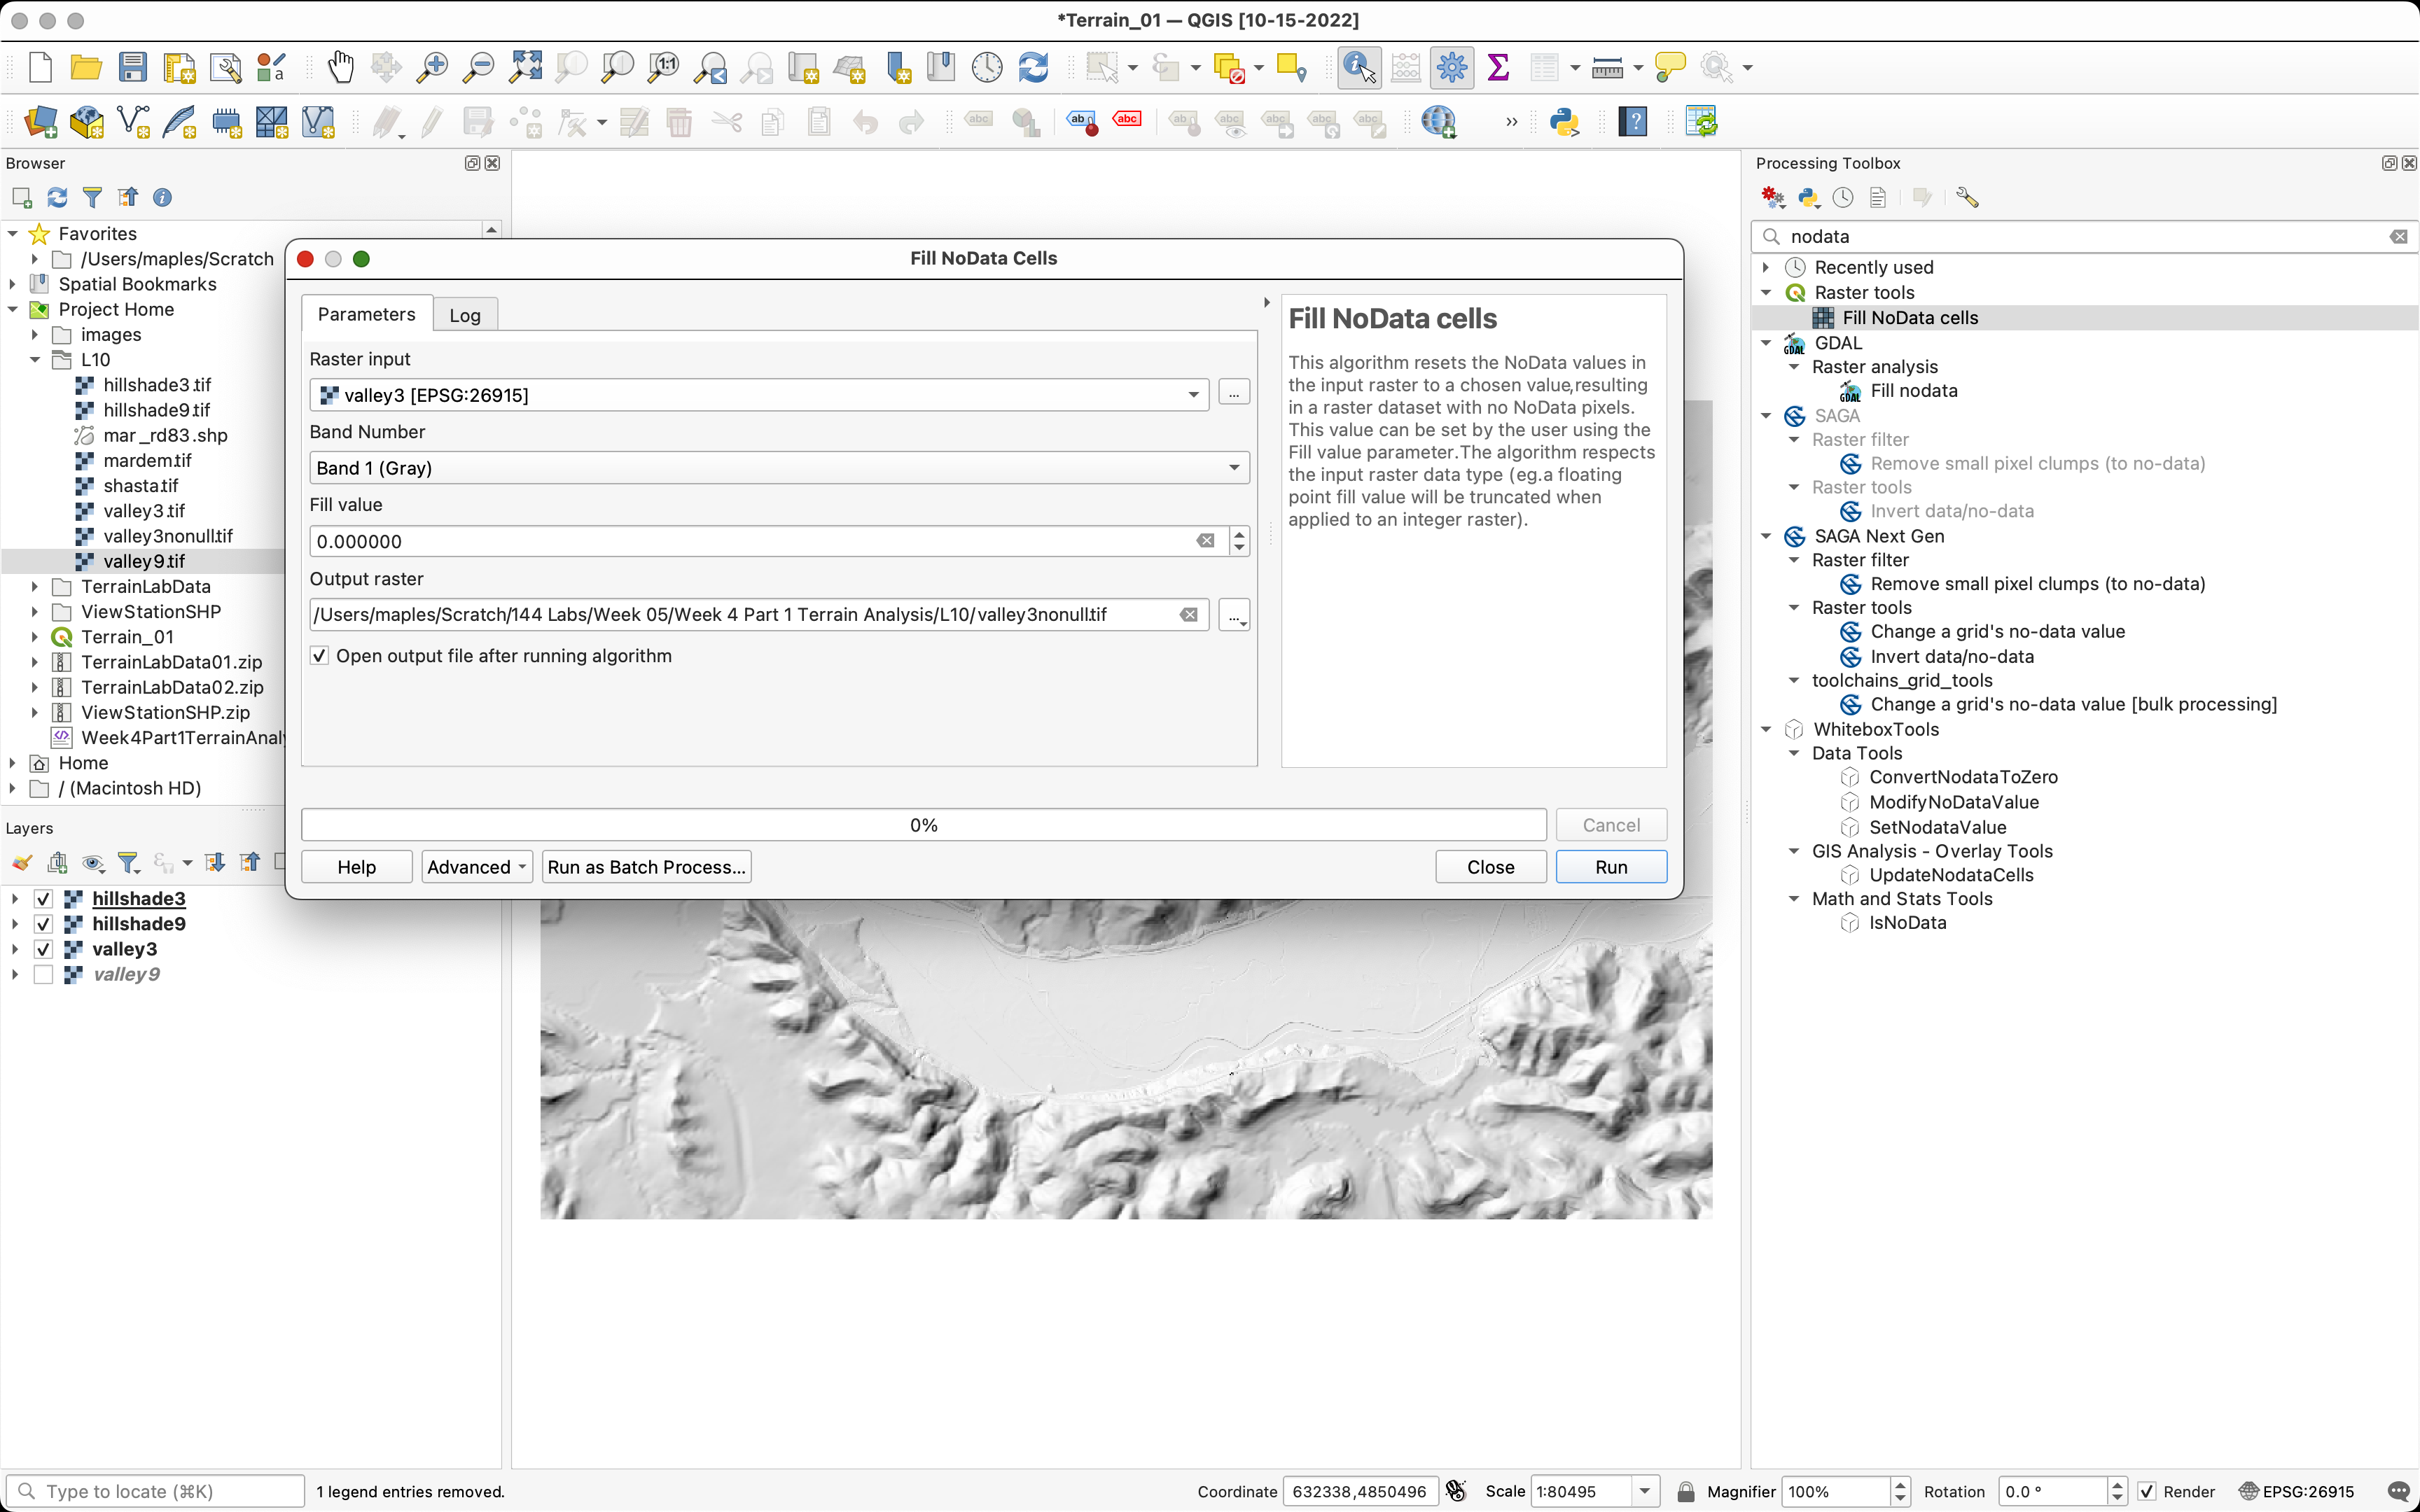 *Terrain_01 — QGIS [10-15-2022]
Browser
Favorites
/Users/maples/Scratch
Spatial Bookmarks
Project Home
images
L10
hillshade3.tif
hillshade9.tif
mar_rd83.shp
mardem.tif
shasta.tif
valley3.tif
valley3nonull.tif
valley9.tif
TerrainLabData
ViewStationSHP
Terrain_01
TerrainLabData01.zip
TerrainLabData02.zip
ViewStationSHP.zip
Week4Part1TerrainAnaly
Home
/ (Macintosh HD)
Layers
hillshade3
hillshade9
valley3
valley9
Fill NoData Cells
Parameters
Log
Raster input
valley3 [EPSG:26915]
...
Band Number
Band 1 (Gray)
Fill value
0.000000
Output raster
/Users/maples/Scratch/144 Labs/Week 05/Week 4 Part 1 Terrain Analysis/L10/valley3nonull.tif
...
Open output file after running algorithm
Fill NoData cells
This algorithm resets the NoData values in
the input raster to a chosen value,resulting
in a raster dataset with no NoData pixels.
This value can be set by the user using the
Fill value parameter.The algorithm respects
the input raster data type (eg.a floating
point fill value will be truncated when
applied to an integer raster).
0%
Cancel
Help
Advanced
Run as Batch Process...
Close
Run
Processing Toolbox
nodata
Recently used
Raster tools
Fill NoData cells
GDAL
Raster analysis
Fill nodata
SAGA
Raster filter
Remove small pixel clumps (to no-data)
Raster tools
Invert data/no-data
SAGA Next Gen
Raster filter
Remove small pixel clumps (to no-data)
Raster tools
Change a grid's no-data value
Invert data/no-data
toolchains_grid_tools
Change a grid's no-data value [bulk processing]
WhiteboxTools
Data Tools
ConvertNodataToZero
ModifyNoDataValue
SetNodataValue
GIS Analysis - Overlay Tools
UpdateNodataCells
Math and Stats Tools
IsNoData
Type to locate (⌘K)
1 legend entries removed.
Coordinate 632338,4850496
Scale 1:80495
Magnifier 100%
Rotation 0.0 °
Render
EPSG:26915